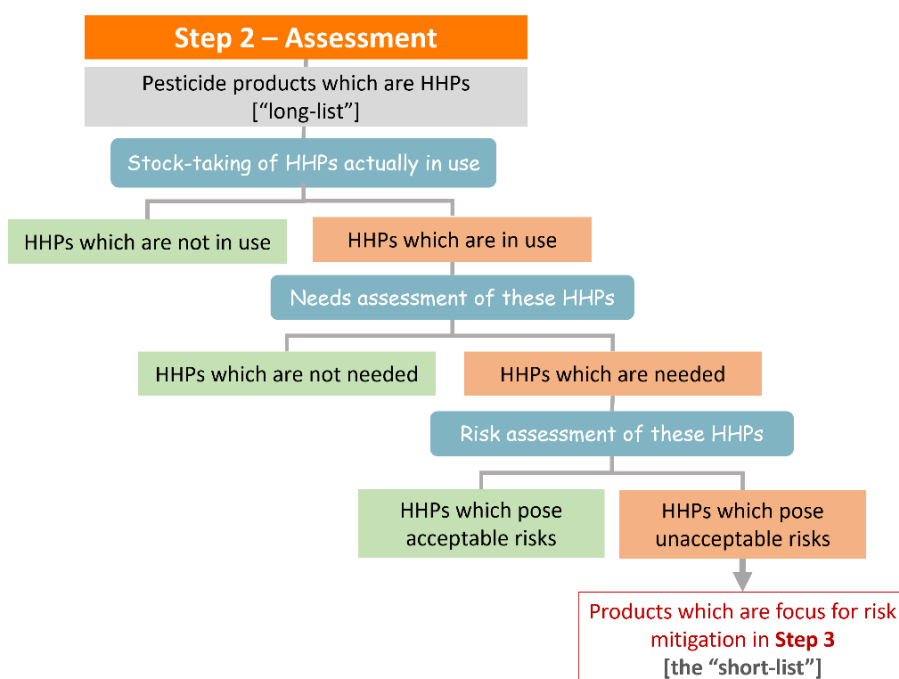 Step 2 – Assessment
Pesticide products which are HHPs
[“long-list”]
Stock-taking of HHPs actually in use
HHPs which are not in use
HHPs which are in use
Needs assessment of these HHPs
HHPs which are not needed
HHPs which are needed
Risk assessment of these HHPs
HHPs which pose
acceptable risks
HHPs which pose
unacceptable risks
Products which are focus for risk
mitigation in Step 3
[the “short-list”]